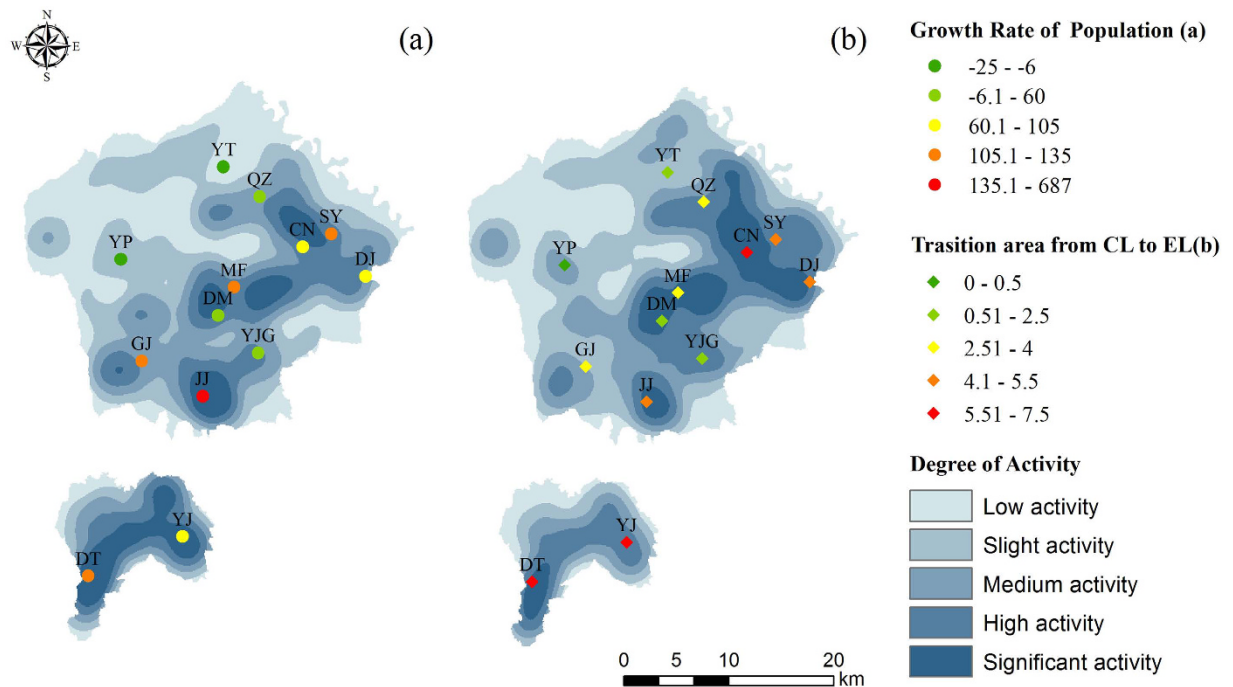 N
W E
S
(a)
YT
QZ
SY
CN
YP
DJ
MF
DM
YJG
GJ
JJ
YJ
DT
(b)
YT
QZ
SY
CN
YP
DJ
MF
DM
YJG
GJ
JJ
YJ
DT
0 5 10 20
km
Growth Rate of Population (a)
-25 - -6
-6.1 - 60
60.1 - 105
105.1 - 135
135.1 - 687
Trasition area from CL to EL(b)
0 - 0.5
0.51 - 2.5
2.51 - 4
4.1 - 5.5
5.51 - 7.5
Degree of Activity
Low activity
Slight activity
Medium activity
High activity
Significant activity